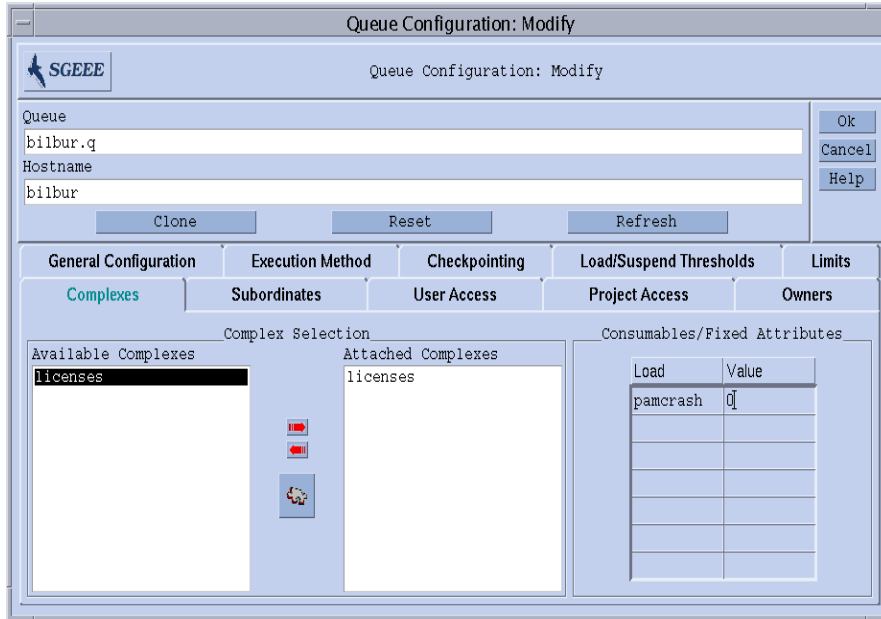 Queue Configuration: Modify
SGEEE
Queue Configuration: Modify
Queue
bilbur.q
Hostname
bilbur
Ok
Cancel
Help
Clone Reset Refresh
General Configuration Execution Method Checkpointing Load/Suspend Thresholds Limits
Complexes Subordinates User Access Project Access Owners
Complex Selection
Available Complexes Attached Complexes
licenses licenses
Consumables/Fixed Attributes
Load Value
pamcrash 0